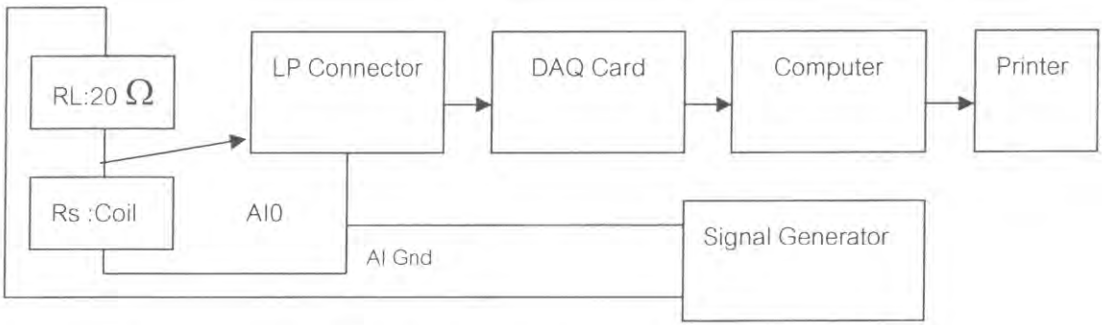 LP Connector
DAQ Card
Computer
Printer
RL:20 Ω
Rs :Coil
AI0
Signal Generator
AI Gnd